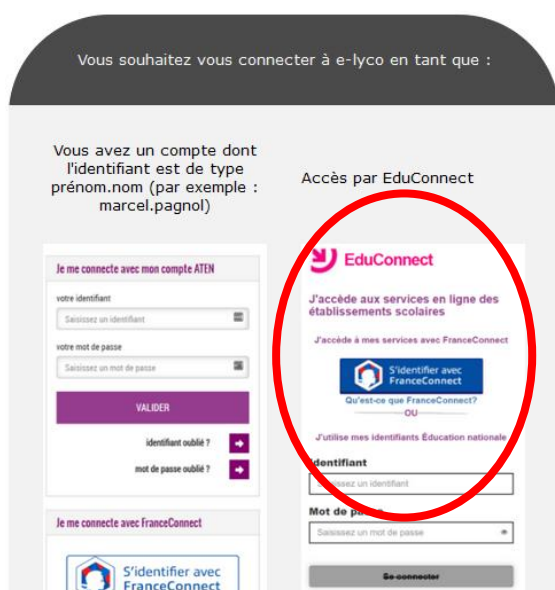 Vous souhaitez vous connecter à e-lyco en tant que :
Vous avez un compte dont
l'identifiant est de type
prénom.nom (par exemple :
marcel.pagnol)
Je me connecte avec mon compte ATEN
votre identifiant
Saisissez un identifiant
votre mot de passe
Saisissez un mot de passe
VALIDER
identifiant oublié ?
mot de passe oublié ?
Je me connecte avec FranceConnect
S'identifier avec
FranceConnect
Accès par EduConnect
EduConnect
J'accède aux services en ligne des
établissements scolaires
J'accède à mes services avec FranceConnect
S'identifier avec
FranceConnect
Qu'est-ce que FranceConnect?
OU
J'utilise mes identifiants Éducation nationale
Identifiant
Saisissez un identifiant
Mot de passe
Saisissez un mot de passe
Se connecter